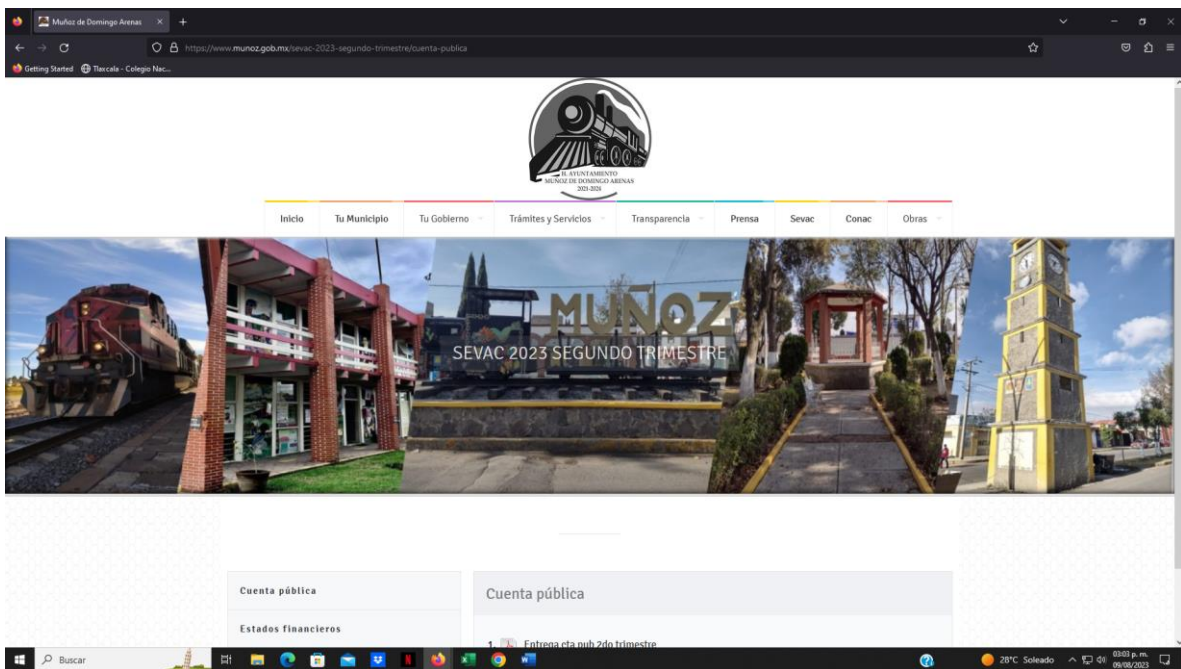 Muñoz de Domingo Arenas
https://www.munoz.gob.mx/sevac-2023-segundo-trimestre/cuenta-publica
Getting Started Tlaxcala - Colegio Nac...
H. AYUNTAMIENTO
MUÑOZ DE DOMINGO ARENAS
2021-2024
Inicio Tu Municipio Tu Gobierno Trámites y Servicios Transparencia Prensa Sevac Conac Obras
MUÑOZ
SEVAC 2023 SEGUNDO TRIMESTRE
Cuenta pública
Cuenta pública
Estados financieros
1. Entrega cta pub 2do trimestre
Buscar
28°C Soleado
03:03 p. m.
09/08/2023